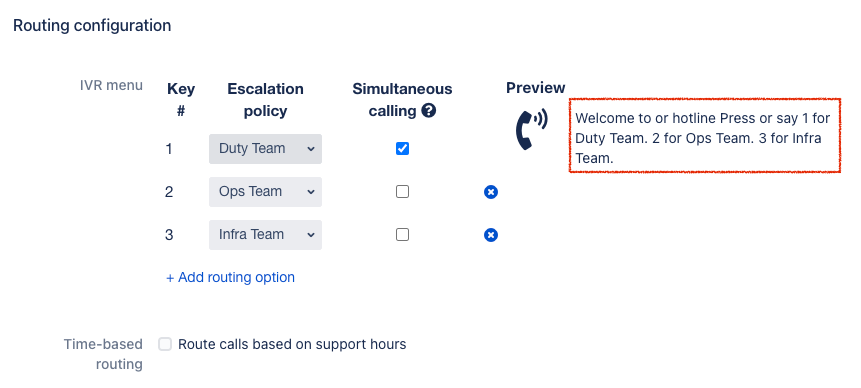 Routing configuration
IVR menu
Key
#
Escalation
policy
Simultaneous
calling ?
Preview
Welcome to or hotline Press or say 1 for
Duty Team. 2 for Ops Team. 3 for Infra
Team.
1 Duty Team
2 Ops Team
3 Infra Team
+ Add routing option
Time-based
routing
Route calls based on support hours